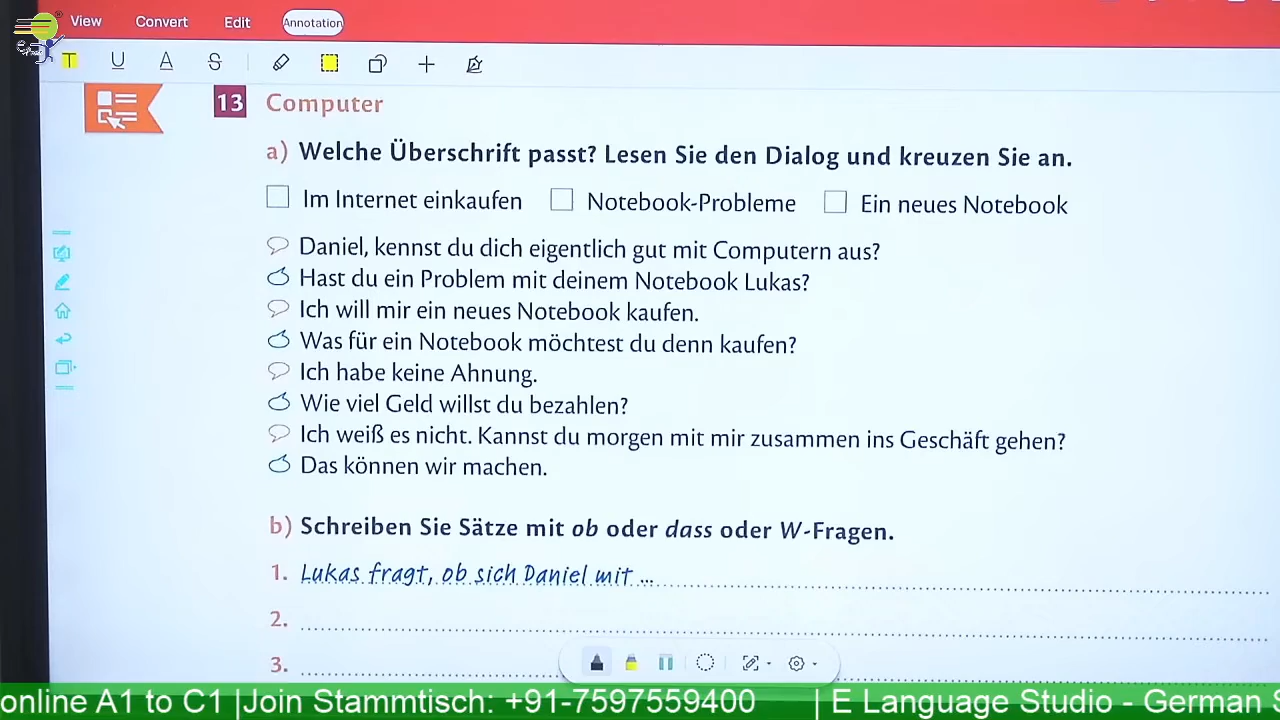 View Convert Edit Annotation
T U A S
13 Computer
a) Welche Überschrift passt? Lesen Sie den Dialog und kreuzen Sie an.
Im Internet einkaufen Notebook-Probleme Ein neues Notebook
Daniel, kennst du dich eigentlich gut mit Computern aus?
Hast du ein Problem mit deinem Notebook Lukas?
Ich will mir ein neues Notebook kaufen.
Was für ein Notebook möchtest du denn kaufen?
Ich habe keine Ahnung.
Wie viel Geld willst du bezahlen?
Ich weiß es nicht. Kannst du morgen mit mir zusammen ins Geschäft gehen?
Das können wir machen.
b) Schreiben Sie Sätze mit ob oder dass oder W-Fragen.
1. Lukas fragt, ob sich Daniel mit ...
2.
3.
online A1 to C1 |Join Stammtisch: +91-7597559400 | E Language Studio - German S